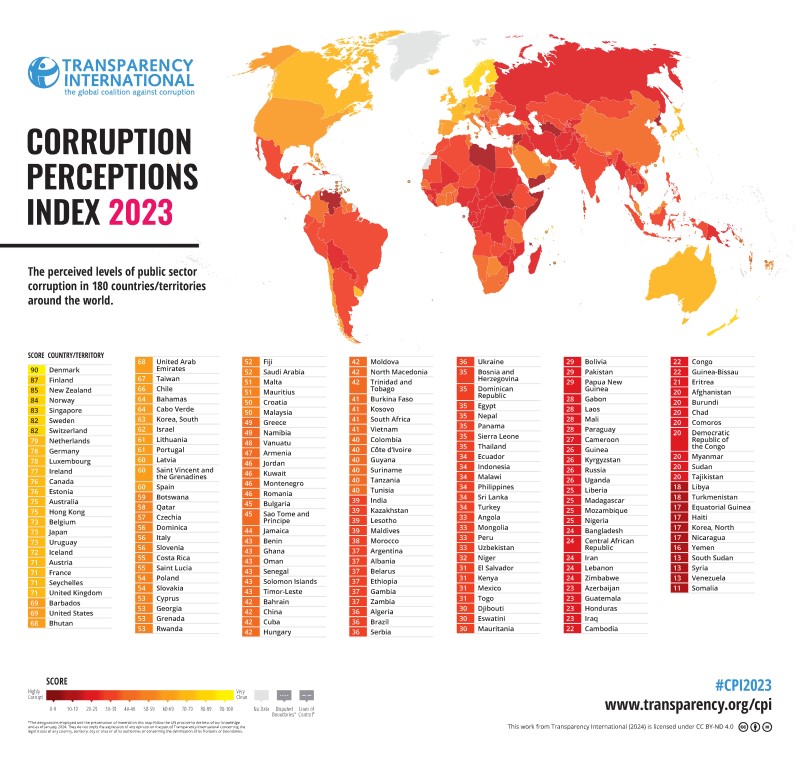 TRANSPARENCY
INTERNATIONAL
the global coalition against corruption
CORRUPTION
PERCEPTIONS
INDEX 2023
The perceived levels of public sector
corruption in 180 countries/territories
around the world.
SCORE COUNTRY/TERRITORY
90 Denmark
87 Finland
85 New Zealand
84 Norway
83 Singapore
82 Sweden
82 Switzerland
79 Netherlands
78 Germany
78 Luxembourg
77 Ireland
76 Canada
76 Estonia
75 Australia
75 Hong Kong
73 Belgium
73 Japan
73 Uruguay
72 Iceland
71 Austria
71 France
71 Seychelles
71 United Kingdom
69 Barbados
69 United States
68 Bhutan
68 United Arab
Emirates
67 Taiwan
66 Chile
64 Bahamas
64 Cabo Verde
63 Korea, South
62 Israel
61 Lithuania
61 Portugal
60 Latvia
60 Saint Vincent and
the Grenadines
60 Spain
59 Botswana
58 Qatar
57 Czechia
56 Dominica
56 Italy
56 Slovenia
55 Costa Rica
55 Saint Lucia
54 Poland
54 Slovakia
53 Cyprus
53 Georgia
53 Grenada
53 Rwanda
52 Fiji
52 Saudi Arabia
51 Malta
51 Mauritius
50 Croatia
50 Malaysia
49 Greece
49 Namibia
48 Vanuatu
47 Armenia
46 Jordan
46 Kuwait
46 Montenegro
46 Romania
45 Bulgaria
45 Sao Tome and
Principe
44 Jamaica
43 Benin
43 Ghana
43 Oman
43 Senegal
43 Solomon Islands
43 Timor-Leste
42 Bahrain
42 China
42 Cuba
42 Hungary
42 Moldova
42 North Macedonia
42 Trinidad and
Tobago
41 Burkina Faso
41 Kosovo
41 South Africa
41 Vietnam
40 Colombia
40 Côte d'Ivoire
40 Guyana
40 Suriname
40 Tanzania
40 Tunisia
39 India
39 Kazakhstan
39 Lesotho
39 Maldives
38 Morocco
37 Argentina
37 Albania
37 Belarus
37 Ethiopia
37 Gambia
37 Zambia
36 Algeria
36 Brazil
36 Serbia
36 Ukraine
35 Bosnia and
Herzegovina
35 Dominican
Republic
35 Egypt
35 Nepal
35 Panama
35 Sierra Leone
35 Thailand
34 Ecuador
34 Indonesia
34 Malawi
34 Philippines
34 Sri Lanka
34 Turkey
33 Angola
33 Mongolia
33 Peru
33 Uzbekistan
32 Niger
31 El Salvador
31 Kenya
31 Mexico
31 Togo
30 Djibouti
30 Eswatini
30 Mauritania
29 Bolivia
29 Pakistan
29 Papua New
Guinea
28 Gabon
28 Laos
28 Mali
28 Paraguay
27 Cameroon
26 Guinea
26 Kyrgyzstan
26 Russia
26 Uganda
25 Liberia
25 Madagascar
25 Mozambique
25 Nigeria
24 Bangladesh
24 Central African
Republic
24 Iran
24 Lebanon
24 Zimbabwe
23 Azerbaijan
23 Guatemala
23 Honduras
23 Iraq
22 Cambodia
22 Congo
22 Guinea-Bissau
21 Eritrea
20 Afghanistan
20 Burundi
20 Chad
20 Comoros
20 Democratic
Republic of
the Congo
20 Myanmar
20 Sudan
20 Tajikistan
18 Libya
18 Turkmenistan
17 Equatorial Guinea
17 Haiti
17 Korea, North
17 Nicaragua
16 Yemen
13 South Sudan
13 Syria
13 Venezuela
11 Somalia
SCORE
Highly
Corrupt
Very
Clean
0-9 10-19 20-29 30-39 40-49 50-59 60-69 70-79 80-89 90-100
No Data
Disputed
Boundaries*
Lines of
Control*
#CPI2023
www.transparency.org/cpi
This work from Transparency International (2024) is licensed under CC BY-ND 4.0